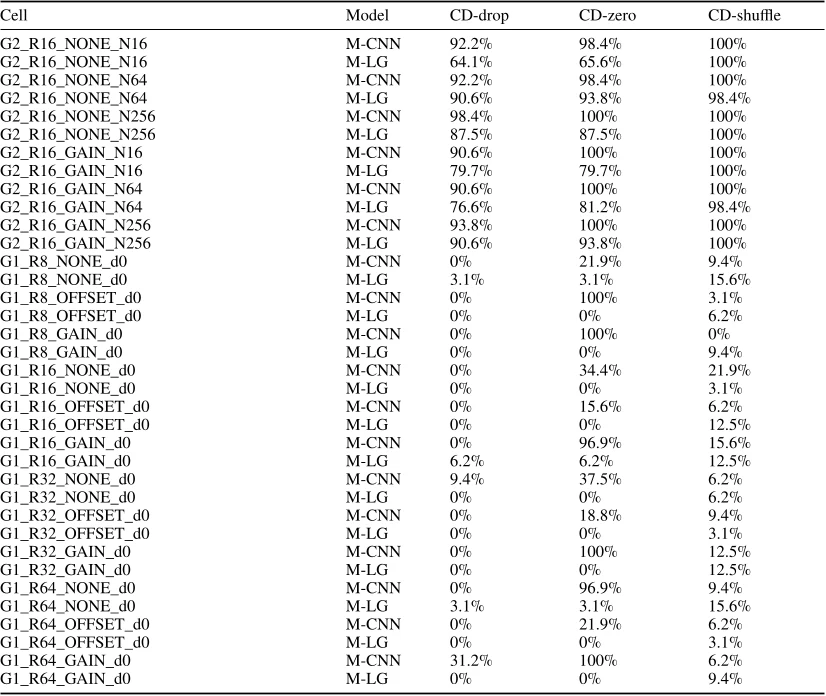 Cell Model CD-drop CD-zero CD-shuffle
G2_R16_NONE_N16 M-CNN 92.2% 98.4% 100%
G2_R16_NONE_N16 M-LG 64.1% 65.6% 100%
G2_R16_NONE_N64 M-CNN 92.2% 98.4% 100%
G2_R16_NONE_N64 M-LG 90.6% 93.8% 98.4%
G2_R16_NONE_N256 M-CNN 98.4% 100% 100%
G2_R16_NONE_N256 M-LG 87.5% 87.5% 100%
G2_R16_GAIN_N16 M-CNN 90.6% 100% 100%
G2_R16_GAIN_N16 M-LG 79.7% 79.7% 100%
G2_R16_GAIN_N64 M-CNN 90.6% 100% 100%
G2_R16_GAIN_N64 M-LG 76.6% 81.2% 98.4%
G2_R16_GAIN_N256 M-CNN 93.8% 100% 100%
G2_R16_GAIN_N256 M-LG 90.6% 93.8% 100%
G1_R8_NONE_d0 M-CNN 0% 21.9% 9.4%
G1_R8_NONE_d0 M-LG 3.1% 3.1% 15.6%
G1_R8_OFFSET_d0 M-CNN 0% 100% 3.1%
G1_R8_OFFSET_d0 M-LG 0% 0% 6.2%
G1_R8_GAIN_d0 M-CNN 0% 100% 0%
G1_R8_GAIN_d0 M-LG 0% 0% 9.4%
G1_R16_NONE_d0 M-CNN 0% 34.4% 21.9%
G1_R16_NONE_d0 M-LG 0% 0% 3.1%
G1_R16_OFFSET_d0 M-CNN 0% 15.6% 6.2%
G1_R16_OFFSET_d0 M-LG 0% 0% 12.5%
G1_R16_GAIN_d0 M-CNN 0% 96.9% 15.6%
G1_R16_GAIN_d0 M-LG 6.2% 6.2% 12.5%
G1_R32_NONE_d0 M-CNN 9.4% 37.5% 6.2%
G1_R32_NONE_d0 M-LG 0% 0% 6.2%
G1_R32_OFFSET_d0 M-CNN 0% 18.8% 9.4%
G1_R32_OFFSET_d0 M-LG 0% 0% 3.1%
G1_R32_GAIN_d0 M-CNN 0% 100% 12.5%
G1_R32_GAIN_d0 M-LG 0% 0% 12.5%
G1_R64_NONE_d0 M-CNN 0% 96.9% 9.4%
G1_R64_NONE_d0 M-LG 3.1% 3.1% 15.6%
G1_R64_OFFSET_d0 M-CNN 0% 21.9% 6.2%
G1_R64_OFFSET_d0 M-LG 0% 0% 3.1%
G1_R64_GAIN_d0 M-CNN 31.2% 100% 6.2%
G1_R64_GAIN_d0 M-LG 0% 0% 9.4%